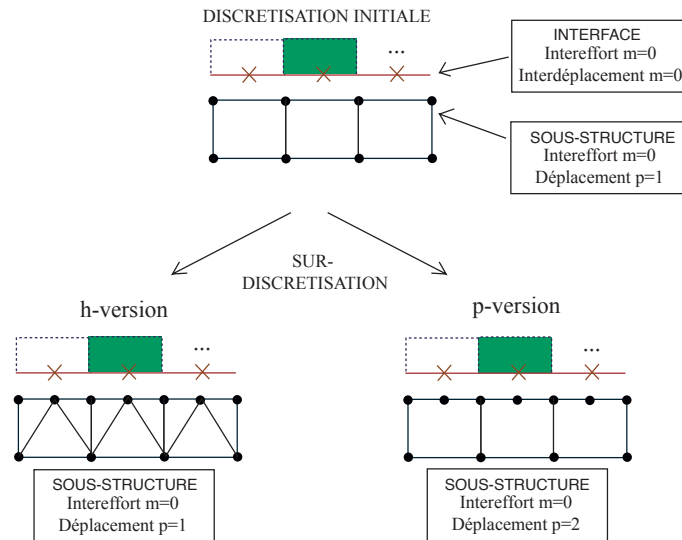 DISCRETISATION INITIALE
...
INTERFACE
Intereffort m=0
Interdéplacement m=0
SOUS-STRUCTURE
Intereffort m=0
Déplacement p=1
SUR-
DISCRETISATION
h-version
...
SOUS-STRUCTURE
Intereffort m=0
Déplacement p=1
p-version
...
SOUS-STRUCTURE
Intereffort m=0
Déplacement p=2